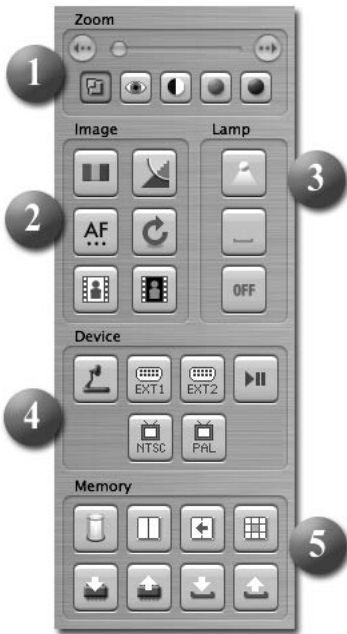 Zoom
1
Image
Lamp
2
3
AF
OFF
Device
4
EXT1
EXT2
NTSC
PAL
Memory
5